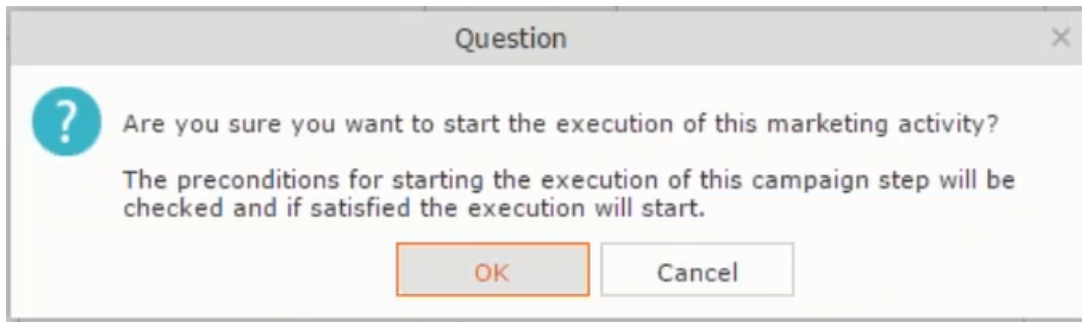 Question
Are you sure you want to start the execution of this marketing activity?
The preconditions for starting the execution of this campaign step will be
checked and if satisfied the execution will start.
OK
Cancel